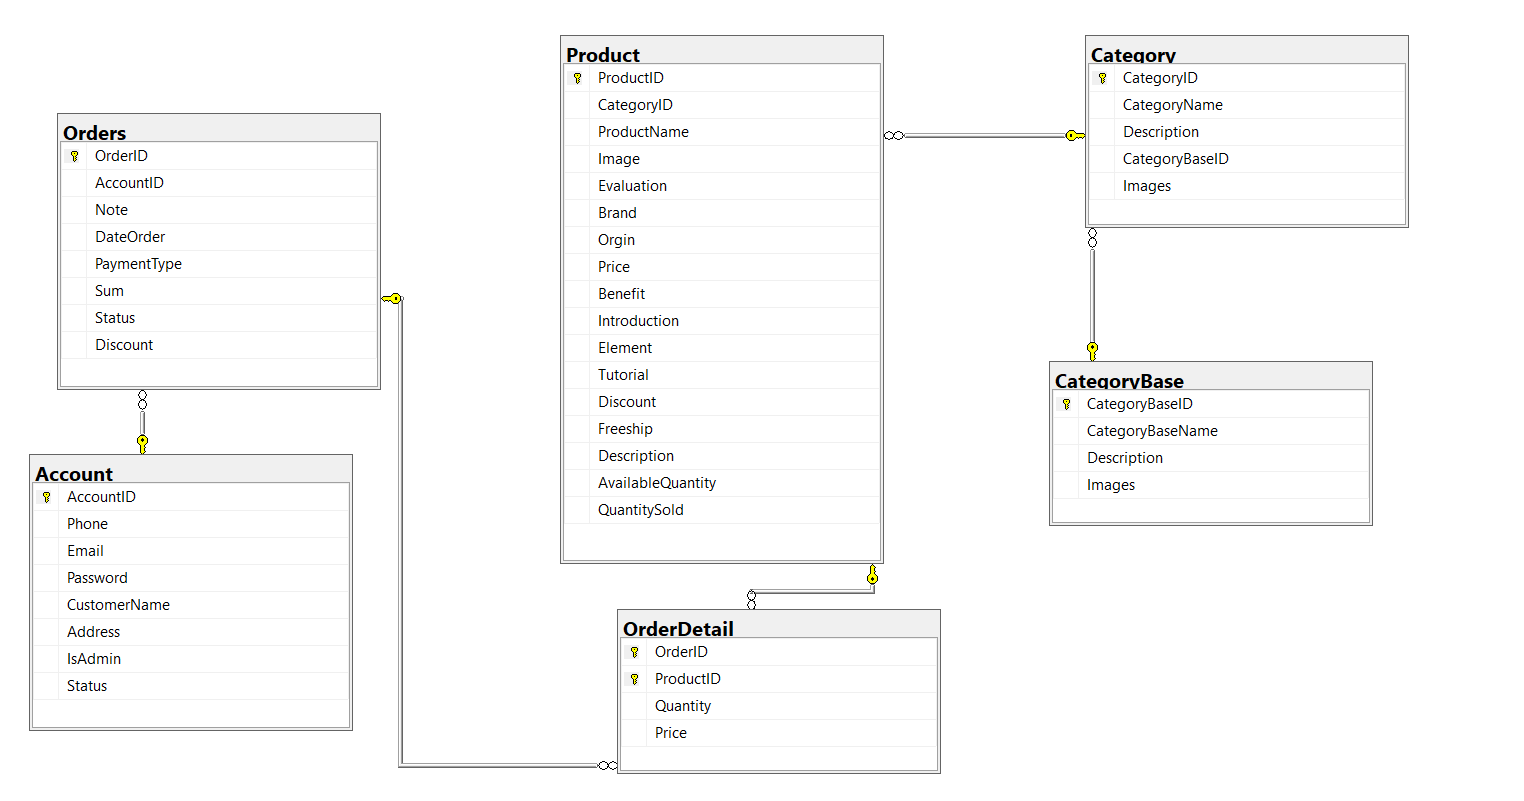 Product
ProductID
CategoryID
ProductName
Image
Evaluation
Brand
Orgin
Price
Benefit
Introduction
Element
Tutorial
Discount
Freeship
Description
AvailableQuantity
QuantitySold
Category
CategoryID
CategoryName
Description
CategoryBaseID
Images
Orders
OrderID
AccountID
Note
DateOrder
PaymentType
Sum
Status
Discount
CategoryBase
CategoryBaseID
CategoryBaseName
Description
Images
Account
AccountID
Phone
Email
Password
CustomerName
Address
IsAdmin
Status
OrderDetail
OrderID
ProductID
Quantity
Price